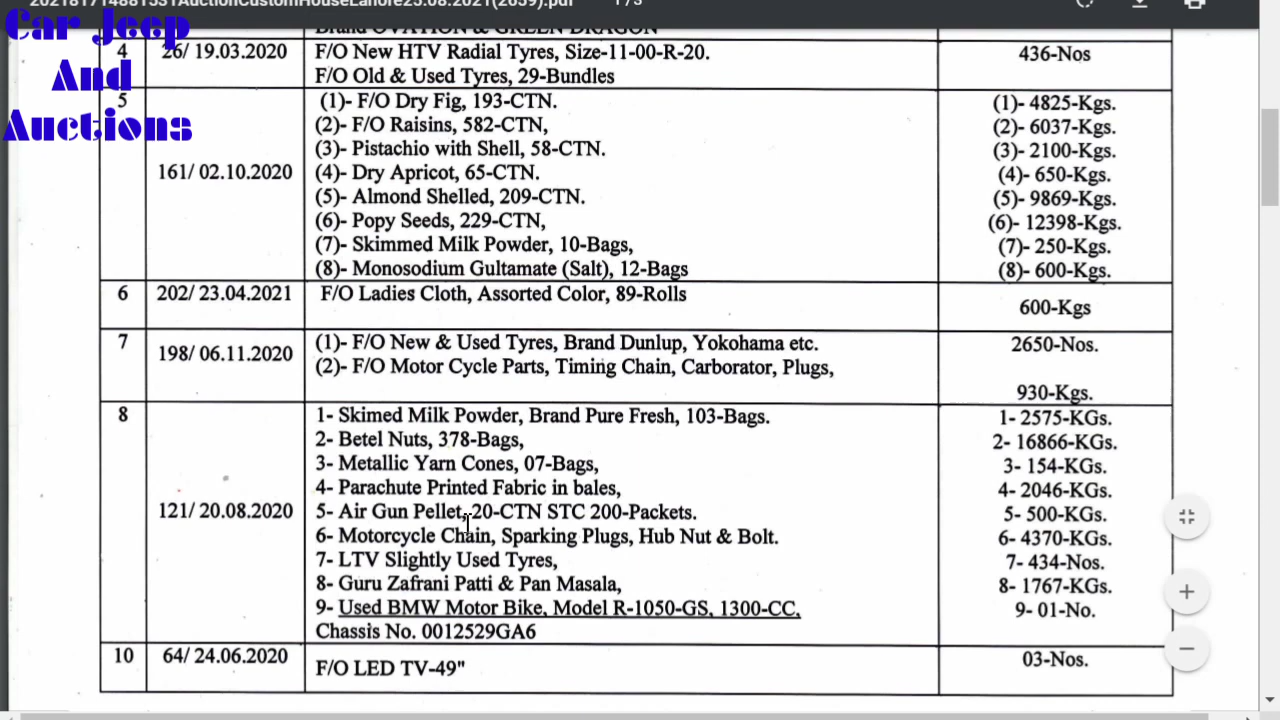 20218171488153TAuctionCustomHouseLahore25.08.2021(2639).pdf 1 / 3
Car Jeep
And
Auctions
Brand OVATION & GREEN DRAGON
4 26/ 19.03.2020 F/O New HTV Radial Tyres, Size-11-00-R-20. 436-Nos
F/O Old & Used Tyres, 29-Bundles
5 161/ 02.10.2020 (1)- F/O Dry Fig, 193-CTN. (1)- 4825-Kgs.
(2)- F/O Raisins, 582-CTN, (2)- 6037-Kgs.
(3)- Pistachio with Shell, 58-CTN. (3)- 2100-Kgs.
(4)- Dry Apricot, 65-CTN. (4)- 650-Kgs.
(5)- Almond Shelled, 209-CTN. (5)- 9869-Kgs.
(6)- Popy Seeds, 229-CTN, (6)- 12398-Kgs.
(7)- Skimmed Milk Powder, 10-Bags, (7)- 250-Kgs.
(8)- Monosodium Gultamate (Salt), 12-Bags (8)- 600-Kgs.
6 202/ 23.04.2021 F/O Ladies Cloth, Assorted Color, 89-Rolls 600-Kgs
7 198/ 06.11.2020 (1)- F/O New & Used Tyres, Brand Dunlup, Yokohama etc. 2650-Nos.
(2)- F/O Motor Cycle Parts, Timing Chain, Carborator, Plugs, 930-Kgs.
8 121/ 20.08.2020 1- Skimed Milk Powder, Brand Pure Fresh, 103-Bags. 1- 2575-KGs.
2- Betel Nuts, 378-Bags, 2- 16866-KGs.
3- Metallic Yarn Cones, 07-Bags, 3- 154-KGs.
4- Parachute Printed Fabric in bales, 4- 2046-KGs.
5- Air Gun Pellet, 20-CTN STC 200-Packets. 5- 500-KGs.
6- Motorcycle Chain, Sparking Plugs, Hub Nut & Bolt. 6- 4370-KGs.
7- LTV Slightly Used Tyres, 7- 434-Nos.
8- Guru Zafrani Patti & Pan Masala, 8- 1767-KGs.
9- Used BMW Motor Bike, Model R-1050-GS, 1300-CC, 9- 01-No.
Chassis No. 0012529GA6
10 64/ 24.06.2020 F/O LED TV-49" 03-Nos.